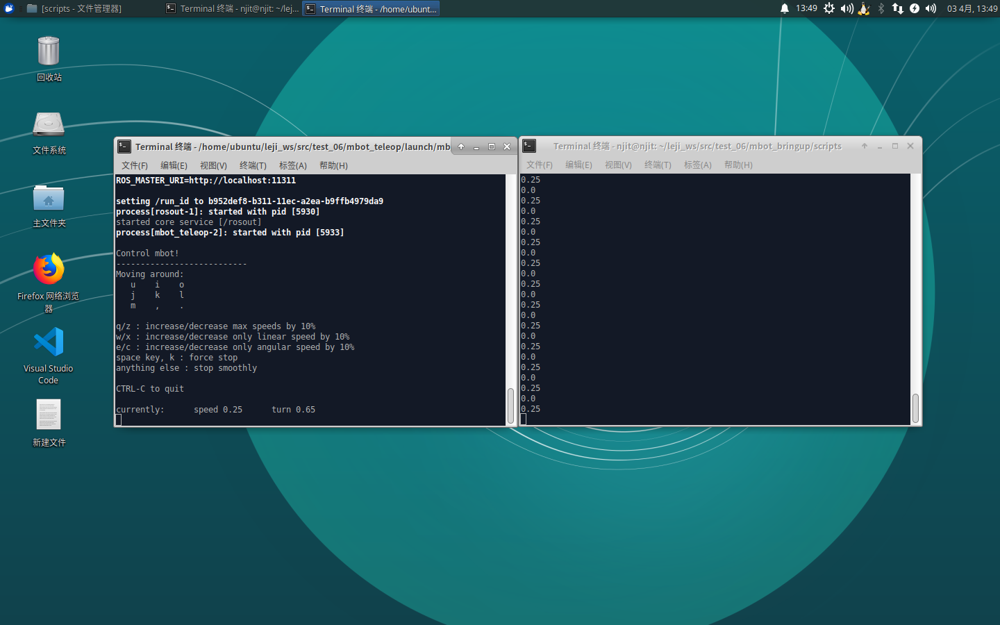 [scripts - 文件管理器]
Terminal 终端 - njit@njit: ~/lej...
Terminal 终端 - /home/ubunt...
13:49
03 4月, 13:49
回收站
文件系统
主文件夹
Firefox 网络浏览
器
Visual Studio
Code
新建文件
Terminal 终端 - /home/ubuntu/leji_ws/src/test_06/mbot_teleop/launch/mb
文件(F) 编辑(E) 视图(V) 终端(T) 标签(A) 帮助(H)
ROS_MASTER_URI=http://localhost:11311
setting /run_id to b952def8-b311-11ec-a2ea-b9ffb4979da9
process[rosout-1]: started with pid [5930]
started core service [/rosout]
process[mbot_teleop-2]: started with pid [5933]
Control mbot!
---------------------------
Moving around:
u i o
j k l
m , .
q/z : increase/decrease max speeds by 10%
w/x : increase/decrease only linear speed by 10%
e/c : increase/decrease only angular speed by 10%
space key, k : force stop
anything else : stop smoothly
CTRL-C to quit
currently: speed 0.25 turn 0.65
Terminal 终端 - njit@njit: ~/leji_ws/src/test_06/mbot_bringup/scripts
文件(F) 编辑(E) 视图(V) 终端(T) 标签(A) 帮助(H)
0.25
0.0
0.25
0.0
0.25
0.0
0.25
0.0
0.25
0.0
0.25
0.0
0.25
0.0
0.25
0.0
0.25
0.0
0.25
0.0
0.25
0.0
0.25